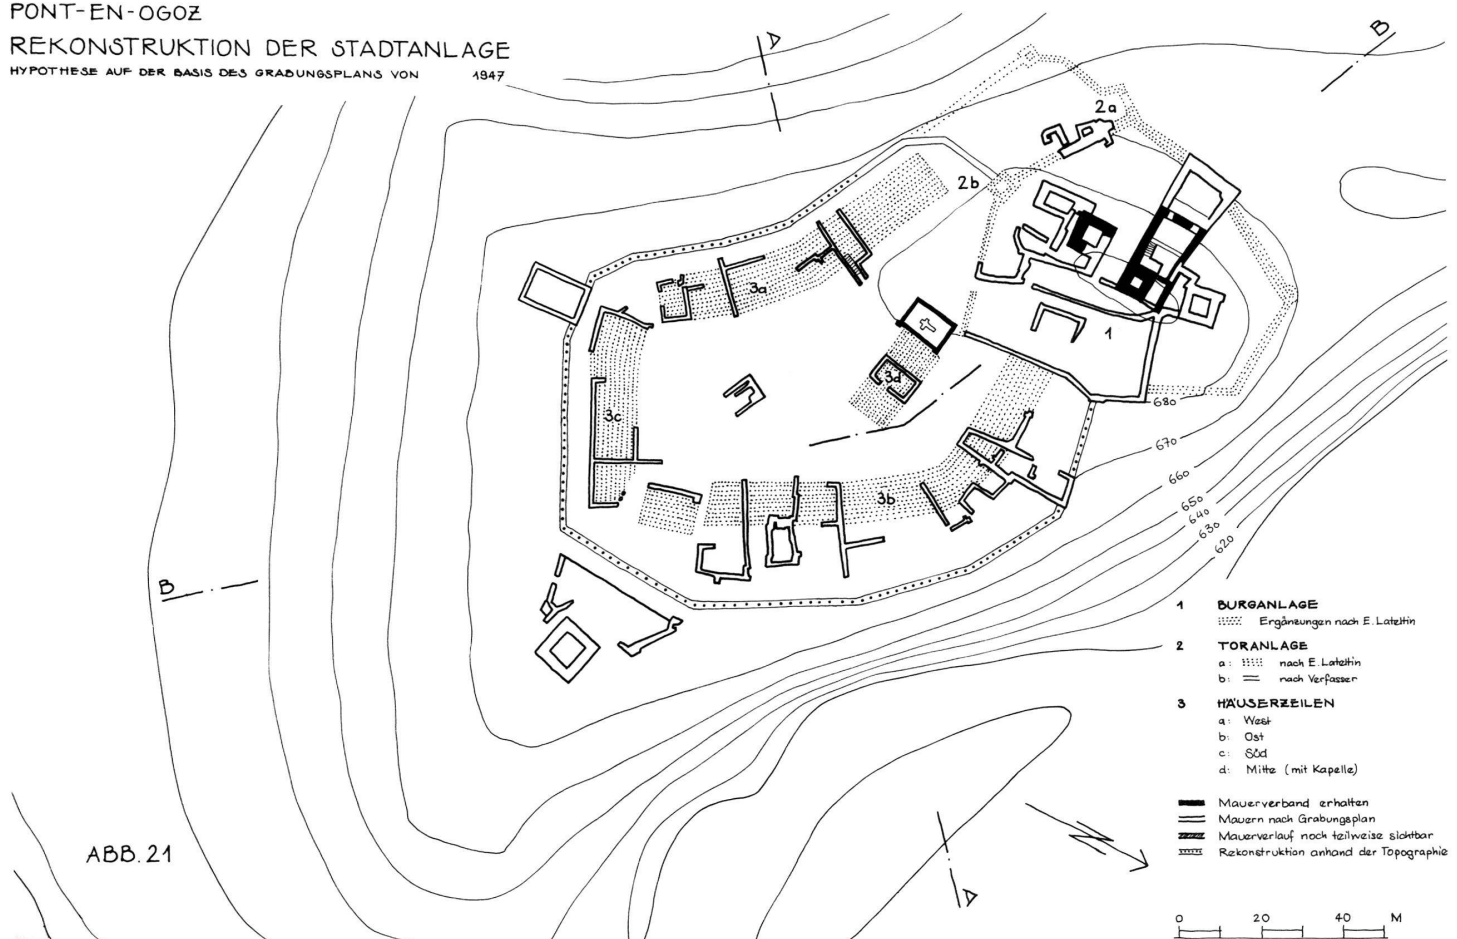 PONT-EN-OGOZ
REKONSTRUKTION DER STADTANLAGE
HYPOTHESE AUF DER BASIS DES GRABUNGSPLANS VON 1947
D
B
2a
2b
3a
1
3d
3c
3b
680
670
660
650
640
630
620
B
1 BURGANLAGE
Ergänzungen nach E. Lateltin
2 TORANLAGE
a: nach E. Lateltin
b: nach Verfasser
3 HÄUSERZEILEN
a: West
b: Ost
c: Süd
d: Mitte (mit Kapelle)
Mauerverband erhalten
Mauern nach Grabungsplan
Mauerverlauf noch teilweise sichtbar
Rekonstruktion anhand der Topographie
ABB. 21
N
D
0 20 40 M